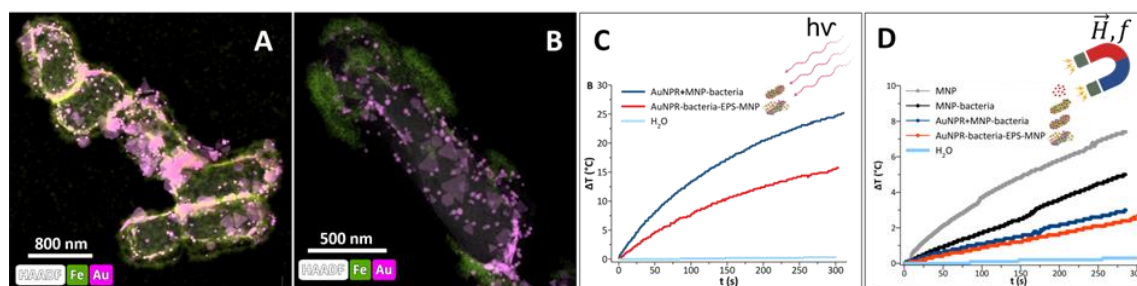 A
800 nm
HAADF Fe Au
B
500 nm
HAADF Fe Au
C
hν
B
AuNPR+MNP-bacteria
AuNPR-bacteria-EPS-MNP
H₂O
ΔT (°C)
30
25
20
15
10
5
0
0 50 100 150 200 250 300
t (s)
D
H⃗,f
MNP
MNP-bacteria
AuNPR+MNP-bacteria
AuNPR-bacteria-EPS-MNP
H₂O
ΔT (°C)
8
6
4
2
0
0 50 100 150 200 250 300
t (s)